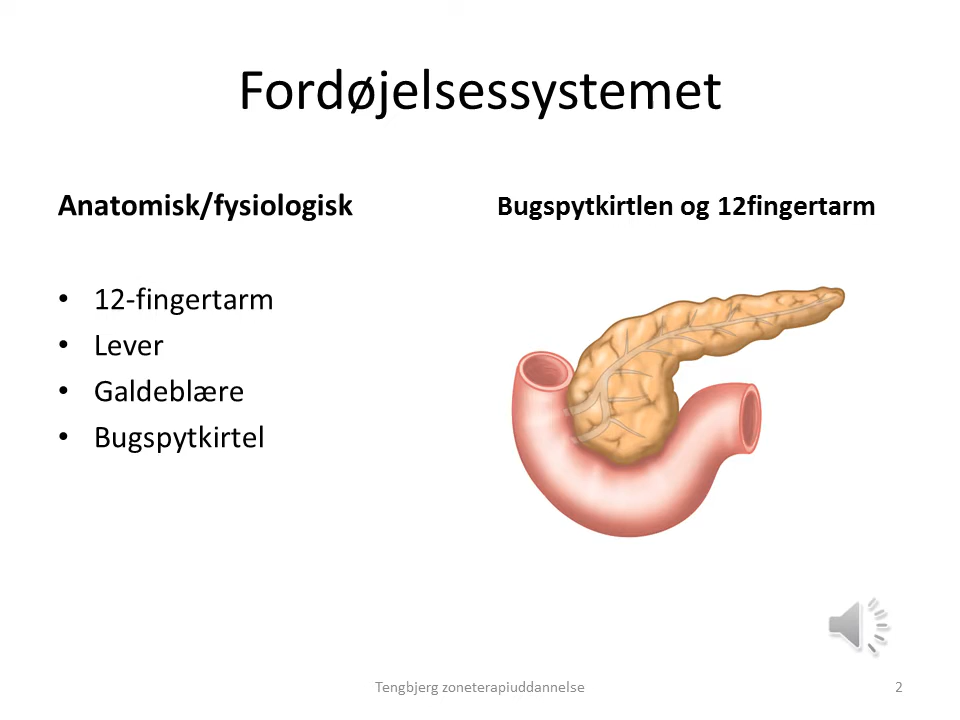 Fordøjelsessystemet
Anatomisk/fysiologisk
• 12-fingertarm
• Lever
• Galdeblære
• Bugspytkirtel
Bugspytkirtlen og 12fingertarm
Tengbjerg zoneterapiuddannelse
2